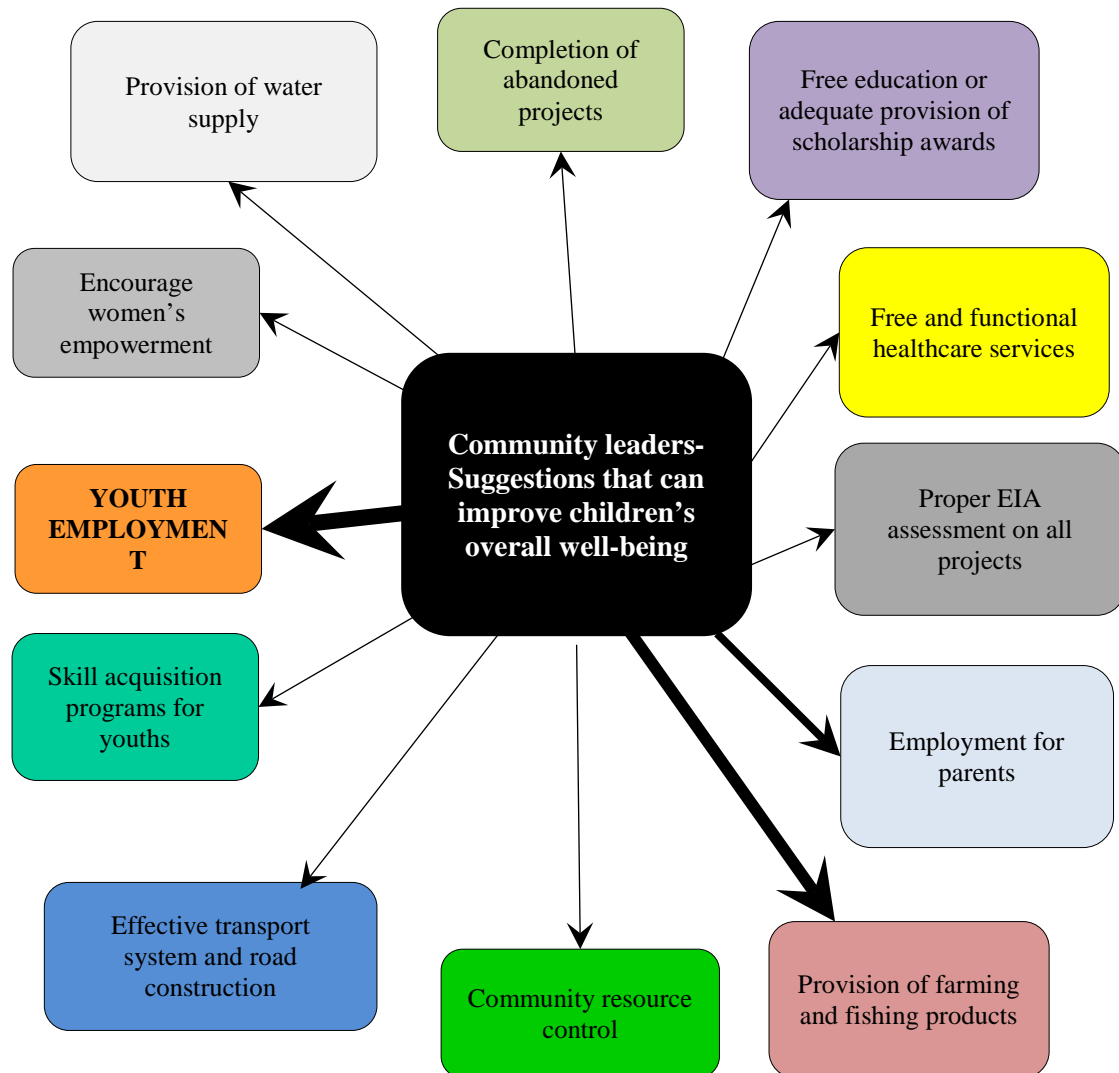 Provision of water
supply
Completion of
abandoned
projects
Free education or
adequate provision of
scholarship awards
Encourage
women’s
empowerment
Free and functional
healthcare services
Community leaders-
Suggestions that can
improve children’s
overall well-being
YOUTH
EMPLOYMEN
T
Proper EIA
assessment on all
projects
Skill acquisition
programs for
youths
Employment for
parents
Effective transport
system and road
construction
Community resource
control
Provision of farming
and fishing products